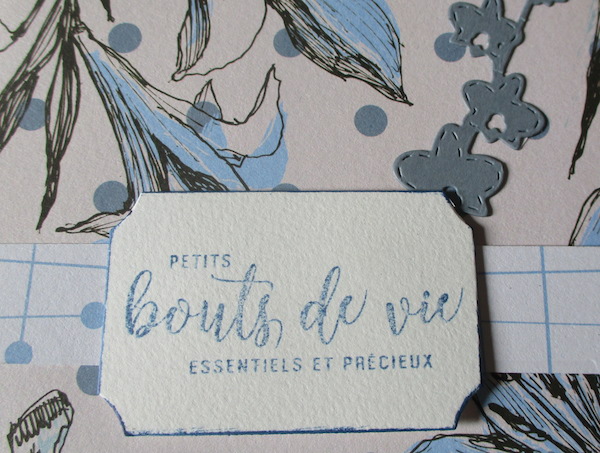 PETITS
bouts de vie
ESSENTIELS ET PRÉCIEUX